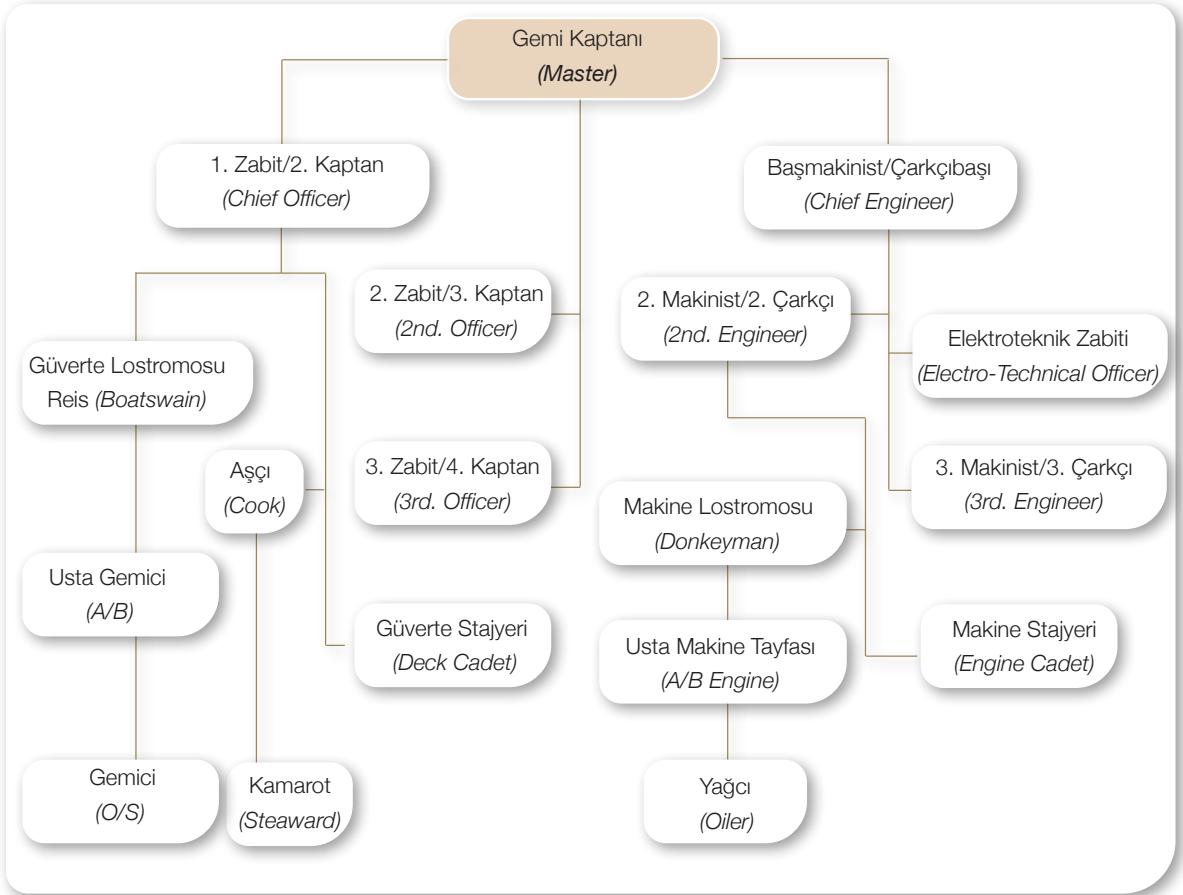 Gemi Kaptanı
(Master)
1. Zabit/2. Kaptan
(Chief Officer)
Başmakinist/Çarkçıbaşı
(Chief Engineer)
2. Zabit/3. Kaptan
(2nd. Officer)
2. Makinist/2. Çarkçı
(2nd. Engineer)
Elektroteknik Zabiti
(Electro-Technical Officer)
Güverte Lostromosu
Reis (Boatswain)
Aşçı
(Cook)
3. Zabit/4. Kaptan
(3rd. Officer)
3. Makinist/3. Çarkçı
(3rd. Engineer)
Makine Lostromosu
(Donkeyman)
Usta Gemici
(A/B)
Güverte Stajyeri
(Deck Cadet)
Usta Makine Tayfası
(A/B Engine)
Makine Stajyeri
(Engine Cadet)
Gemici
(O/S)
Kamarot
(Steaward)
Yağcı
(Oiler)